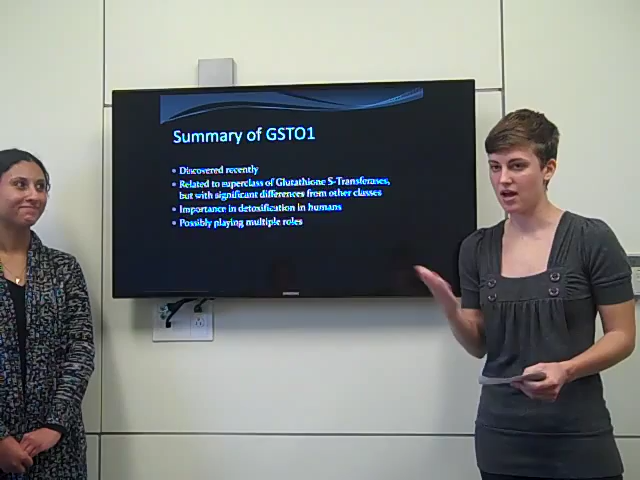 Summary of GSTO1
Discovered recently
Related to superclass of Glutathione S-Transferases,
but with significant differences from other classes
Importance in detoxification in humans
Possibly playing multiple roles
SAMSUNG